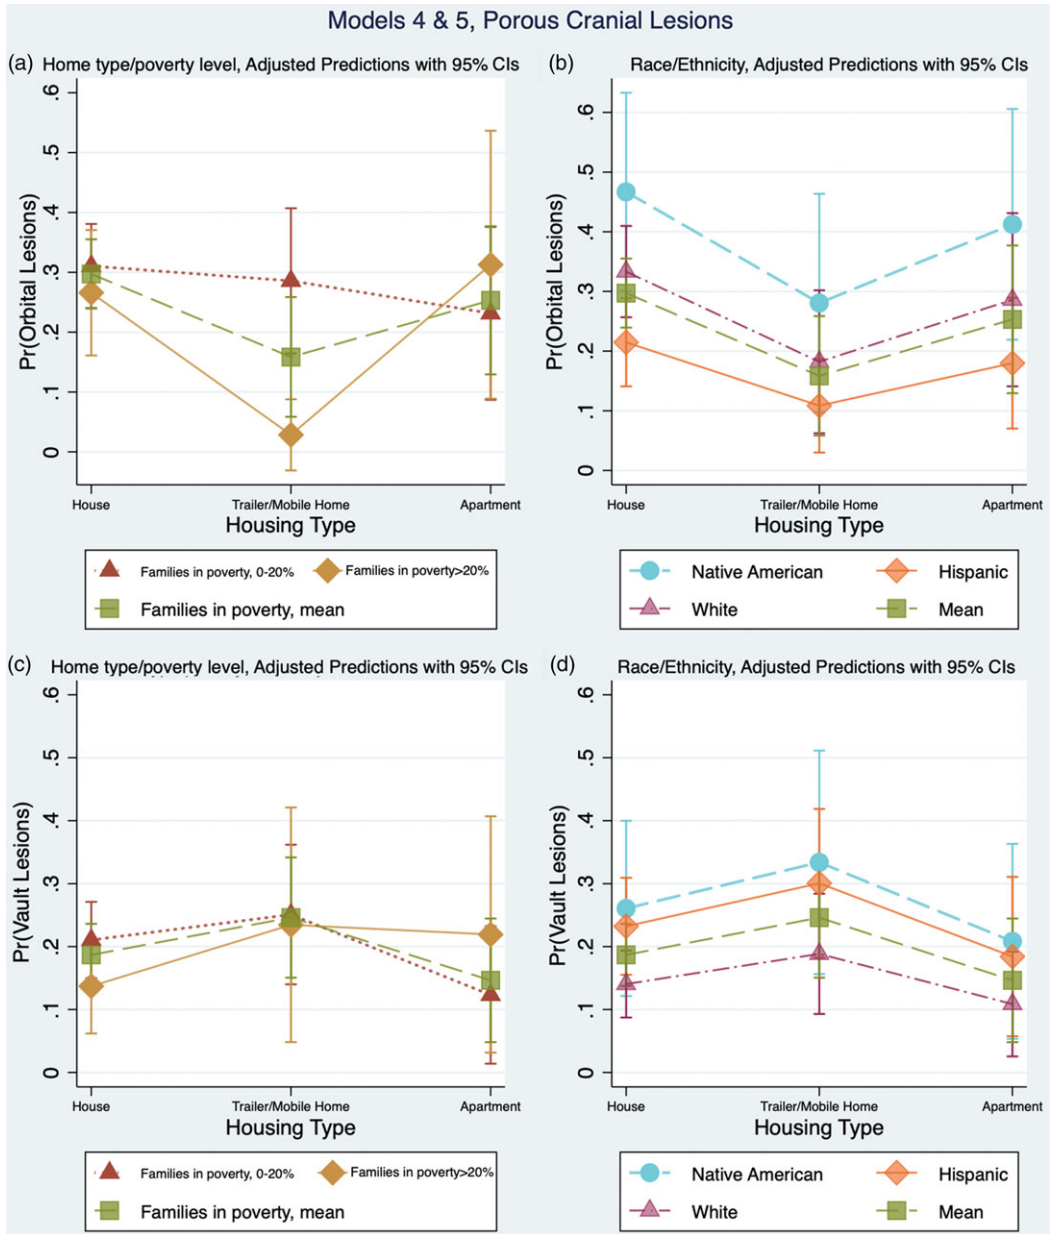 Models 4 & 5, Porous Cranial Lesions
(a) Home type/poverty level, Adjusted Predictions with 95% CIs
Pr(Orbital Lesions)
.6
.5
.4
.3
.2
.1
0
House Trailer/Mobile Home Apartment
Housing Type
Families in poverty, 0-20% Families in poverty>20%
Families in poverty, mean
(b) Race/Ethnicity, Adjusted Predictions with 95% CIs
Pr(Orbital Lesions)
.6
.5
.4
.3
.2
.1
0
House Trailer/Mobile Home Apartment
Housing Type
Native American Hispanic
White Mean
(c) Home type/poverty level, Adjusted Predictions with 95% CIs
Pr(Vault Lesions)
.6
.5
.4
.3
.2
.1
0
House Trailer/Mobile Home Apartment
Housing Type
Families in poverty, 0-20% Families in poverty>20%
Families in poverty, mean
(d) Race/Ethnicity, Adjusted Predictions with 95% CIs
Pr(Vault Lesions)
.6
.5
.4
.3
.2
.1
0
House Trailer/Mobile Home Apartment
Housing Type
Native American Hispanic
White Mean